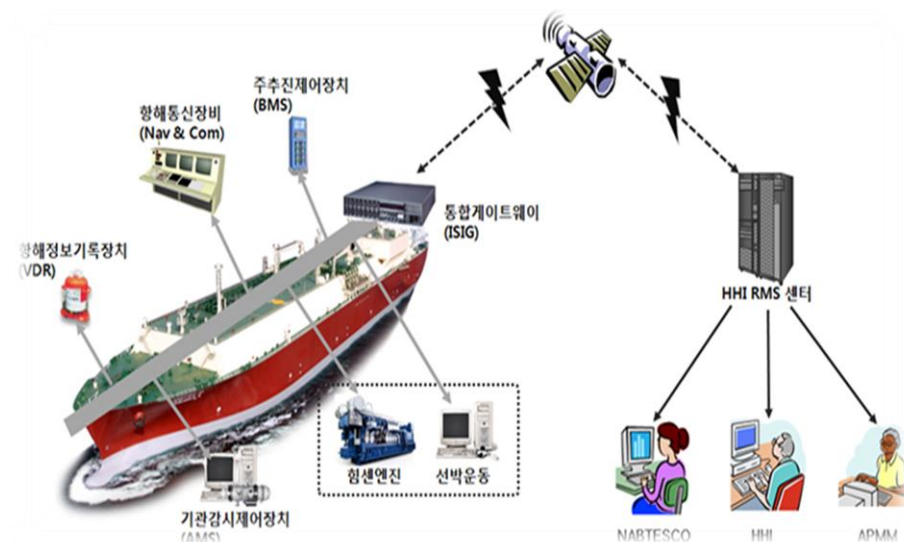 주추진제어장치
(BMS)
항해통신장비
(Nav & Com)
통합게이트웨이
(ISIG)
항해정보기록장치
(VDR)
HHI RMS 센터
힘센엔진
선박운동
기관감시제어장치
(AMS)
NABTESCO
HHI
APMM